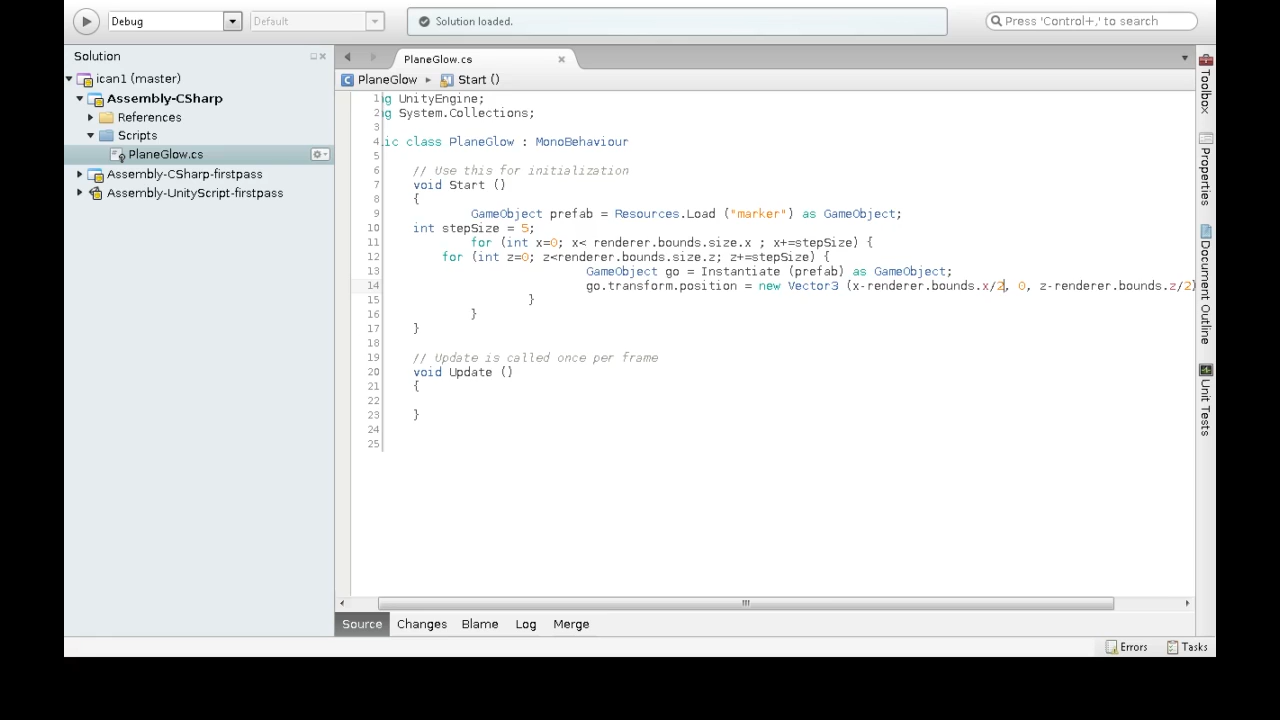 Debug
Default
Solution loaded.
Press 'Control+,' to search
Solution
ican1 (master)
Assembly-CSharp
References
Scripts
PlaneGlow.cs
Assembly-CSharp-firstpass
Assembly-UnityScript-firstpass
PlaneGlow.cs
PlaneGlow
Start ()
1 g UnityEngine;
2 g System.Collections;
3
4 ic class PlaneGlow : MonoBehaviour
5
6 // Use this for initialization
7 void Start ()
8 {
9 GameObject prefab = Resources.Load ("marker") as GameObject;
10 int stepSize = 5;
11 for (int x=0; x< renderer.bounds.size.x ; x+=stepSize) {
12 for (int z=0; z<renderer.bounds.size.z; z+=stepSize) {
13 GameObject go = Instantiate (prefab) as GameObject;
14 go.transform.position = new Vector3 (x-renderer.bounds.x/2, 0, z-renderer.bounds.z/2)
15 }
16 }
17 }
18
19 // Update is called once per frame
20 void Update ()
21 {
22
23 }
24
25
Source
Changes
Blame
Log
Merge
Errors
Tasks
Toolbox
Properties
Document Outline
Unit Tests